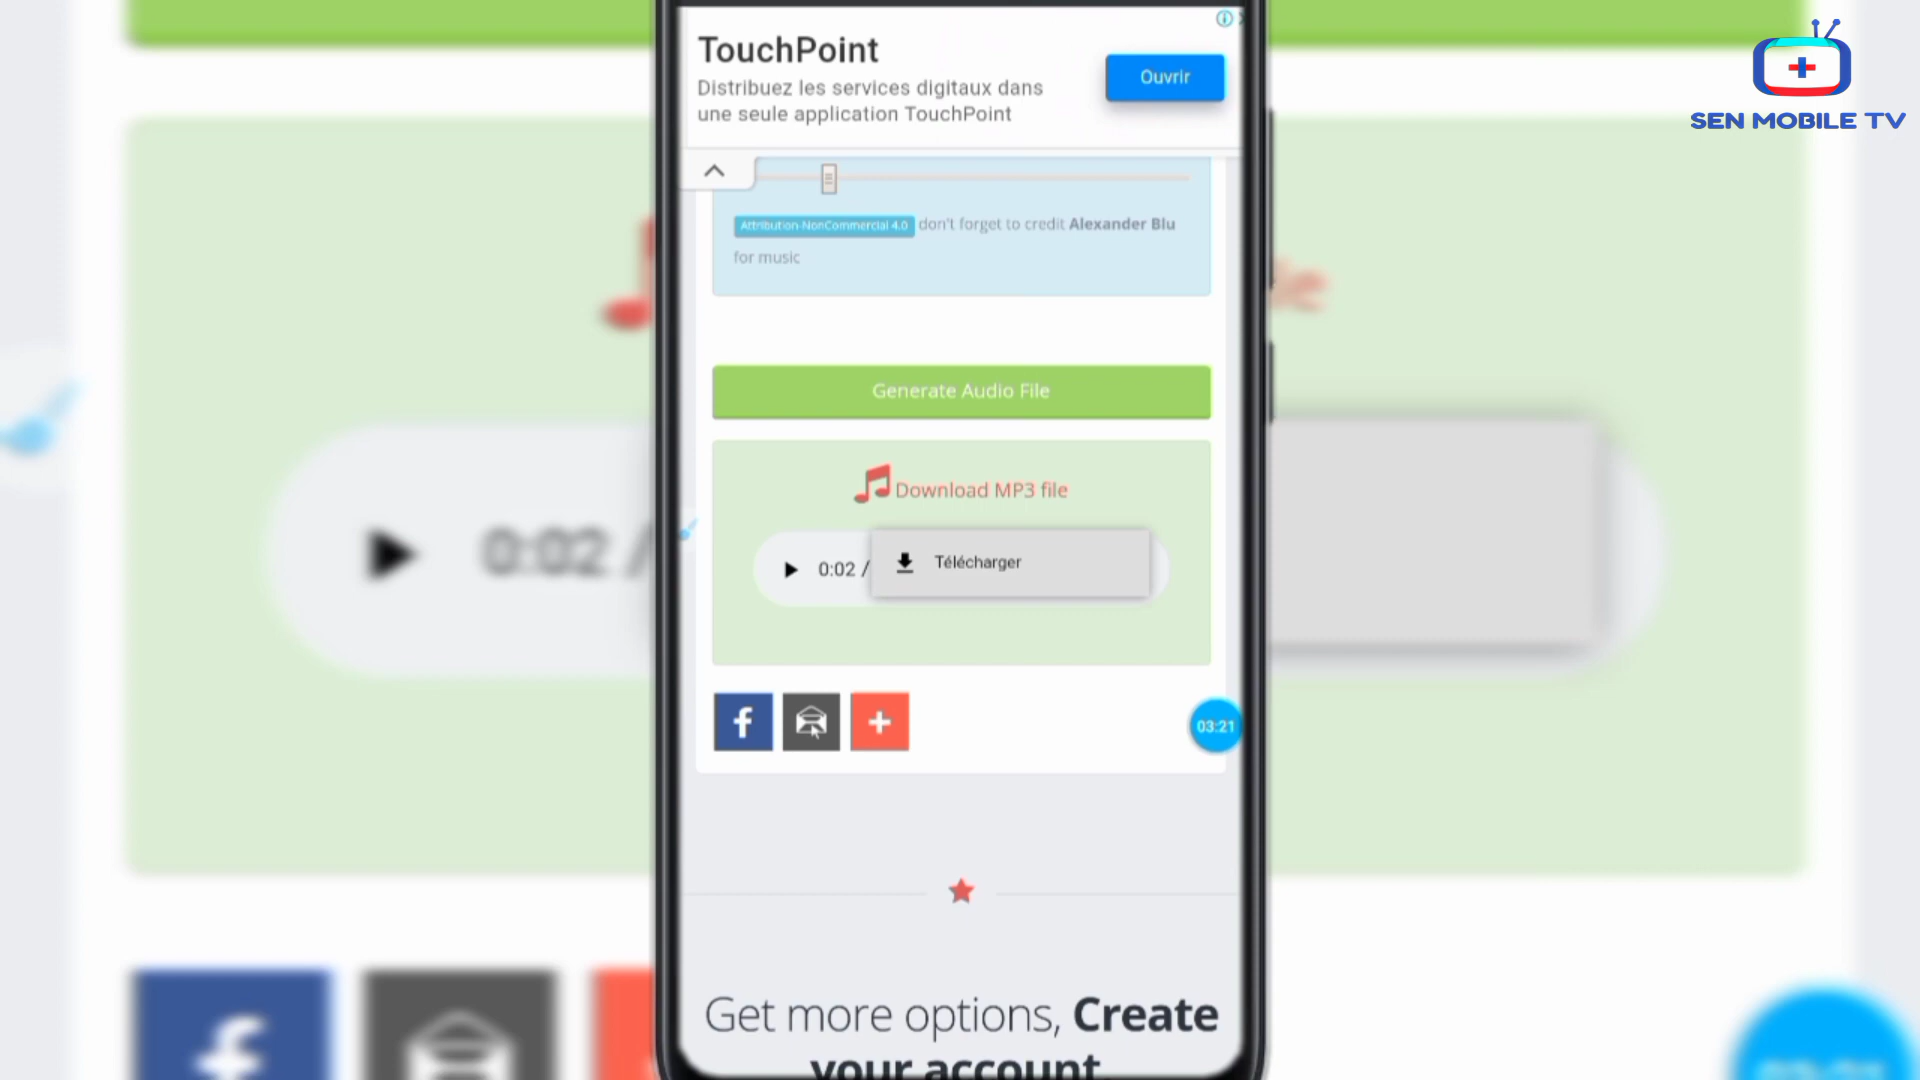 TouchPoint
Distribuez les services digitaux dans
une seule application TouchPoint
Ouvrir
SEN MOBILE TV
Attribution-NonCommercial 4.0 don't forget to credit Alexander Blu
for music
Generate Audio File
Download MP3 file
0:02 /
Télécharger
0:02 /
03:21
Get more options, Create
your account